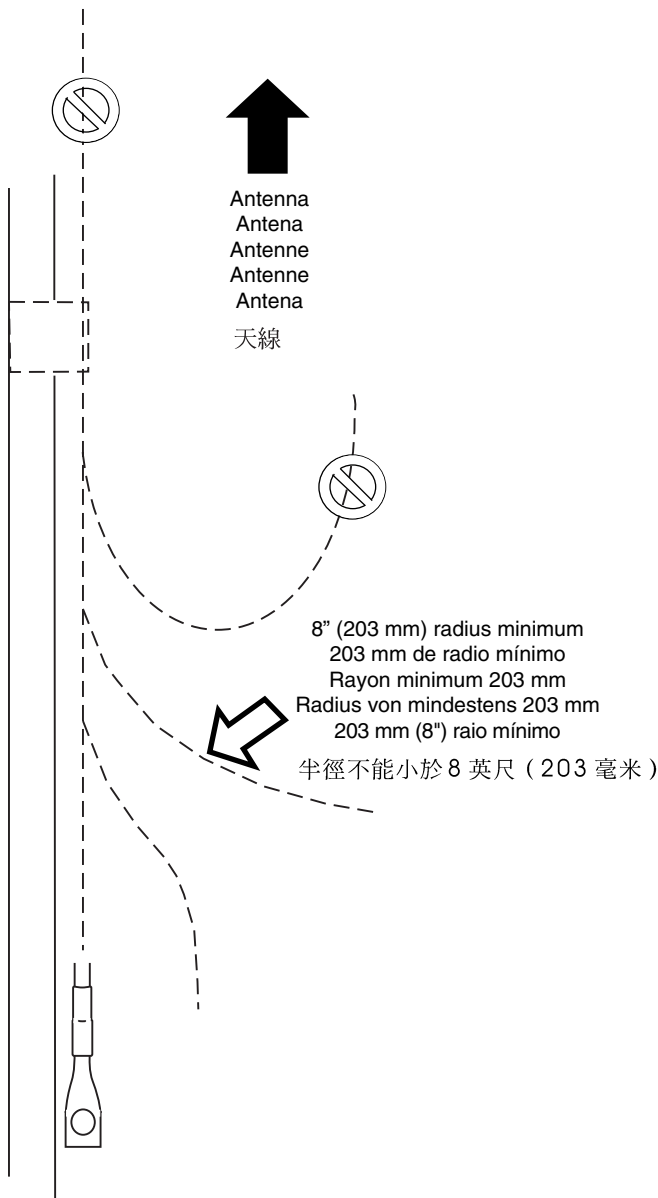 Antenna
Antena
Antenne
Antenne
Antena
天線
8” (203 mm) radius minimum
203 mm de radio mínimo
Rayon minimum 203 mm
Radius von mindestens 203 mm
203 mm (8") raio mínimo
半徑不能小於 8 英尺 ( 203 毫米 )